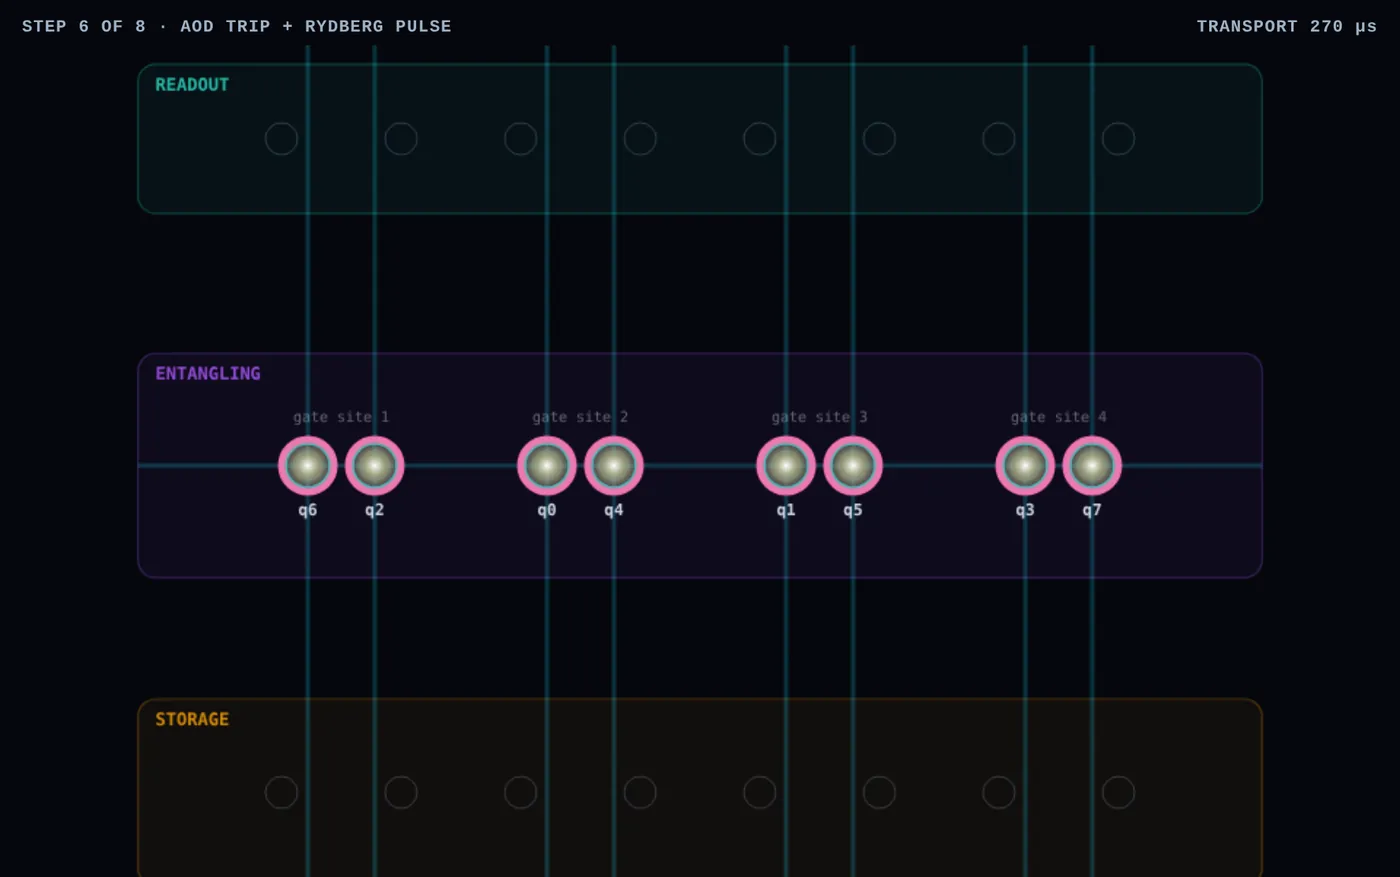 STEP 6 OF 8 · AOD TRIP + RYDBERG PULSE
TRANSPORT 270 µs
READOUT
ENTANGLING
gate site 1
gate site 2
gate site 3
gate site 4
q6
q2
q0
q4
q1
q5
q3
q7
STORAGE